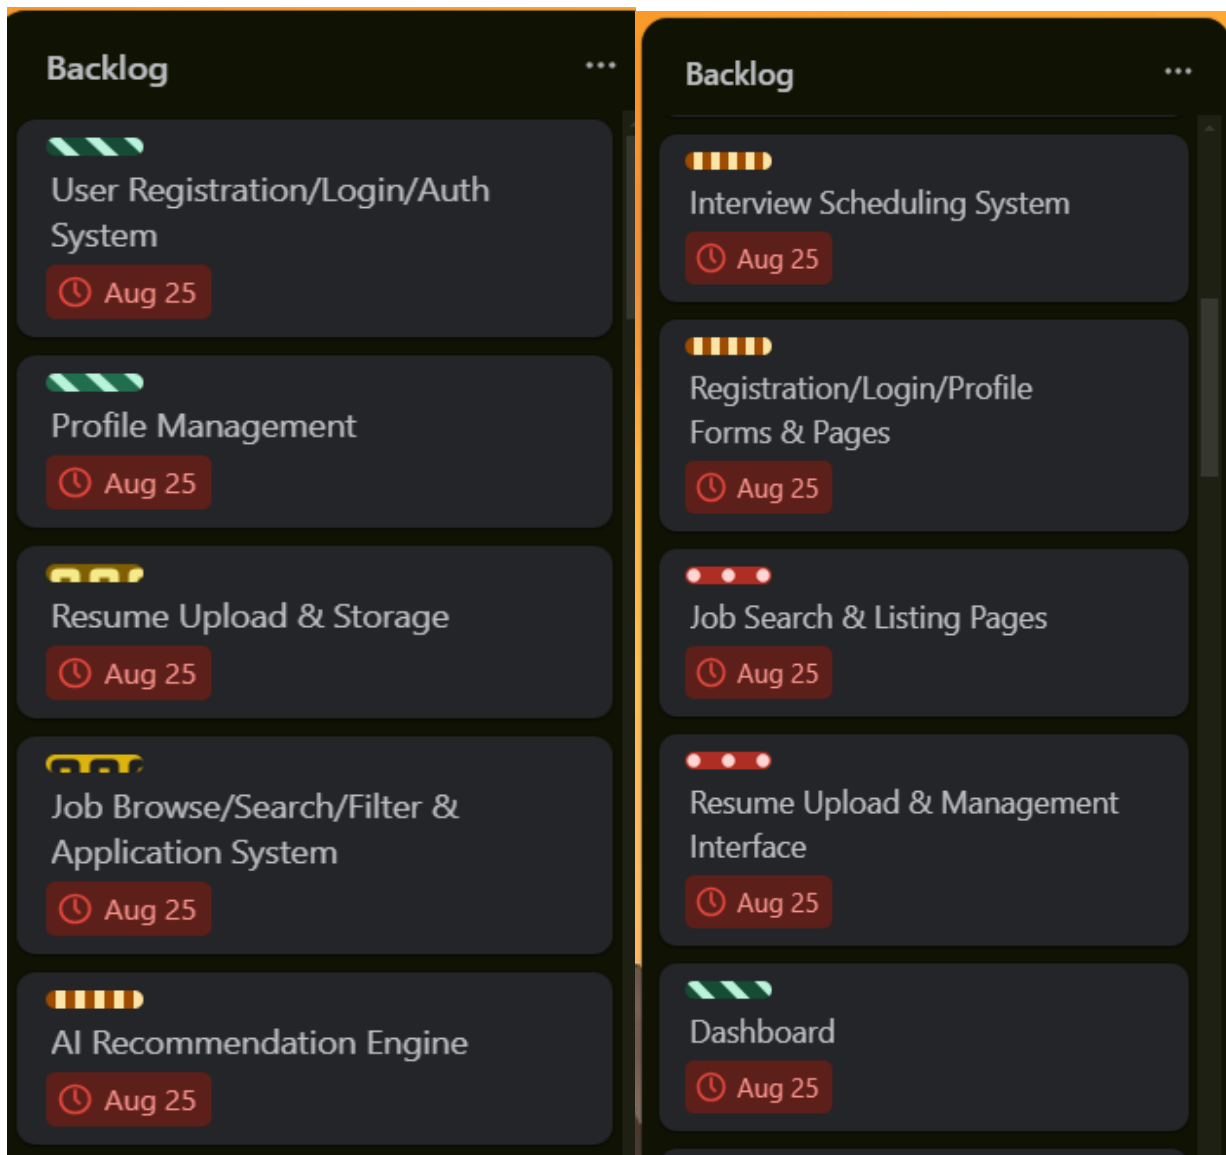 Backlog
User Registration/Login/Auth
System
Aug 25
Profile Management
Aug 25
Resume Upload & Storage
Aug 25
Job Browse/Search/Filter &
Application System
Aug 25
AI Recommendation Engine
Aug 25
Backlog
Interview Scheduling System
Aug 25
Registration/Login/Profile
Forms & Pages
Aug 25
Job Search & Listing Pages
Aug 25
Resume Upload & Management
Interface
Aug 25
Dashboard
Aug 25